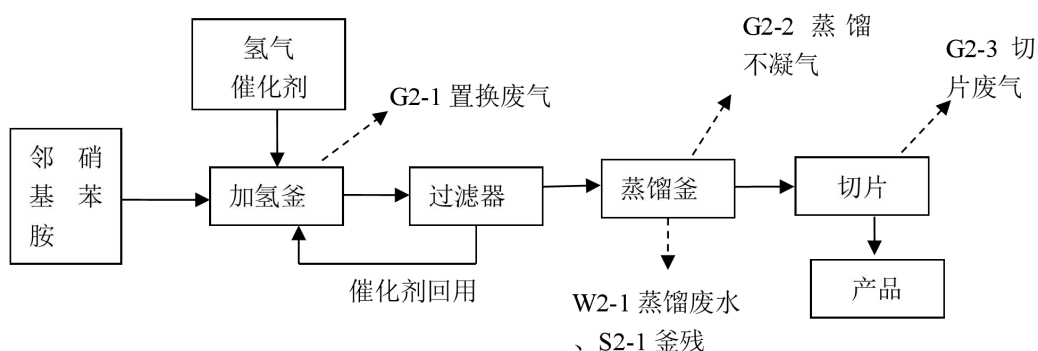 氢气
催化剂
G2-1 置换废气
G2-2 蒸馏
不凝气
G2-3 切
片废气
邻硝
基苯
胺
加氢釜
过滤器
蒸馏釜
切片
催化剂回用
W2-1 蒸馏废水
、S2-1 釜残
产品